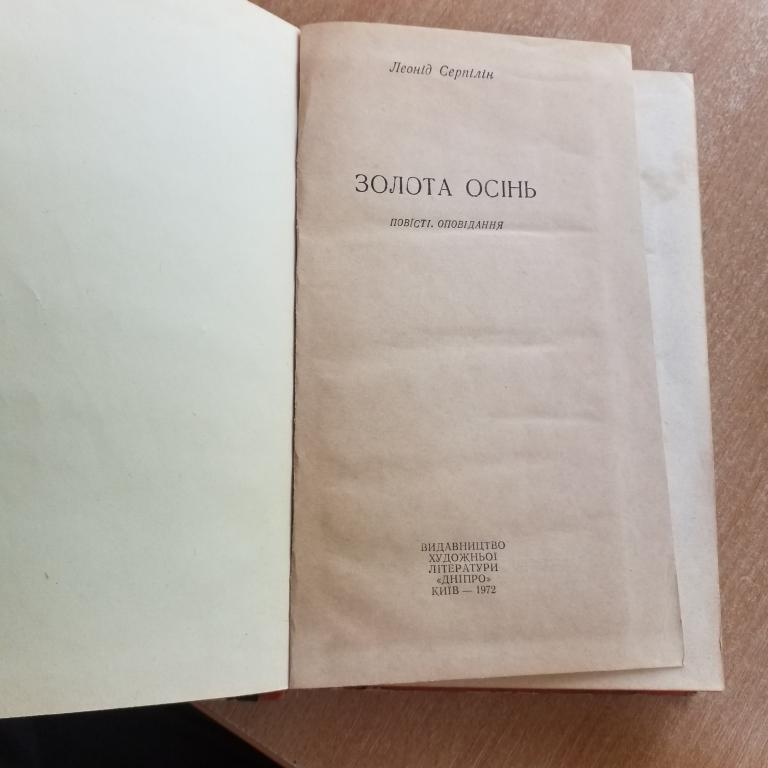 Леонід Серпілін
ЗОЛОТА ОСІНЬ
ПОВІСТІ. ОПОВІДАННЯ
ВИДАВНИЦТВО
ХУДОЖНЬОЇ
ЛІТЕРАТУРИ
«ДНІПРО»
КИЇВ — 1972